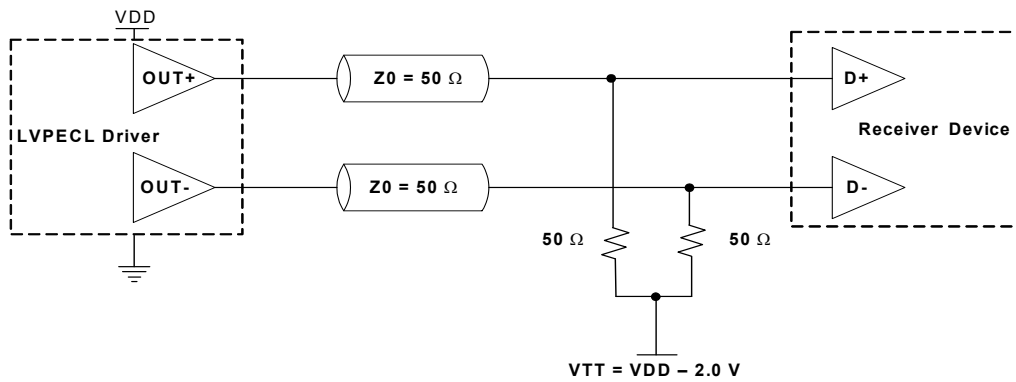 VDD
OUT+
Z0 = 50 Ω
D+
LVPECL Driver
Receiver Device
OUT-
Z0 = 50 Ω
D-
50 Ω
50 Ω
VTT = VDD – 2.0 V